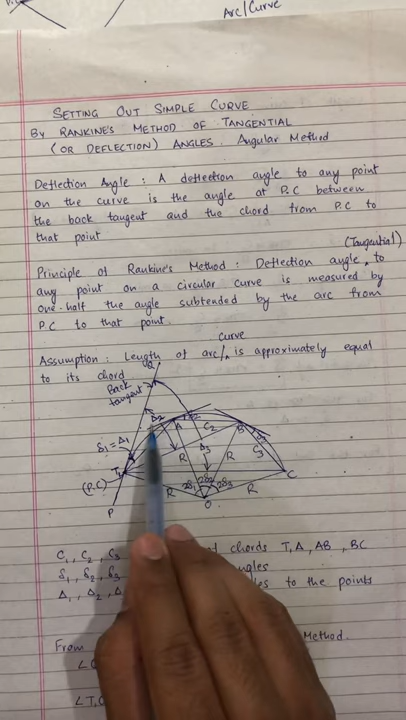 Arc/Curve
SETTING OUT SIMPLE CURVE
BY RANKINE'S METHOD OF TANGENTIAL
(OR DEFLECTION) ANGLES. Angular Method
Deflection Angle : A deflection angle to any point
on the curve is the angle at P.C between
the back tangent and the chord from P.C to
that point.
(Tangential)
Principle of Rankine's Method : Deflection angle, to
any point on a circular curve is measured by
one-half the angle subtended by the arc from
P.C to that point.
curve
Assumption : Length of arc/ is approximately equal
to its chord.
Q
Back
tangent
Δ2
A
C2
B
δ1=Δ1
Δ3
C3
R
R
T1
(P.C)
R
2δ1 2δ2 2δ3
R
C
O
P
C1, C2, C3 chords T1A, AB, BC
δ1, δ2, δ3
Δ1, Δ2, to the points
From Method.